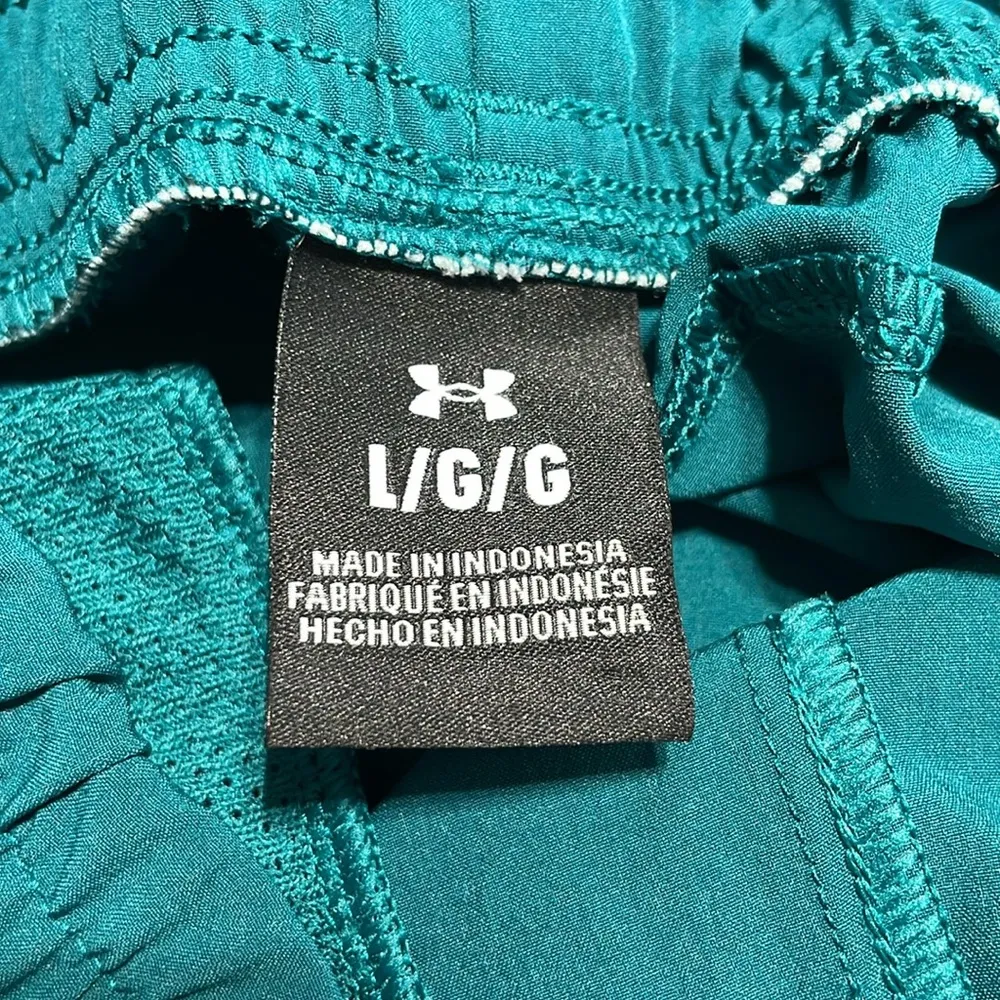 L/G/G
MADE IN INDONESIA
FABRIQUÉ EN INDONÉSIE
HECHO EN INDONESIA